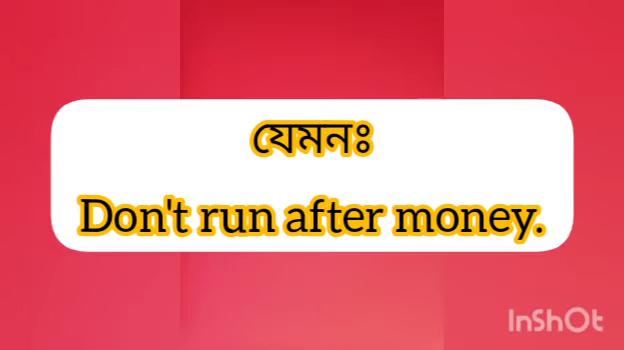 যেমনঃ
Don't run after money.
InShOt